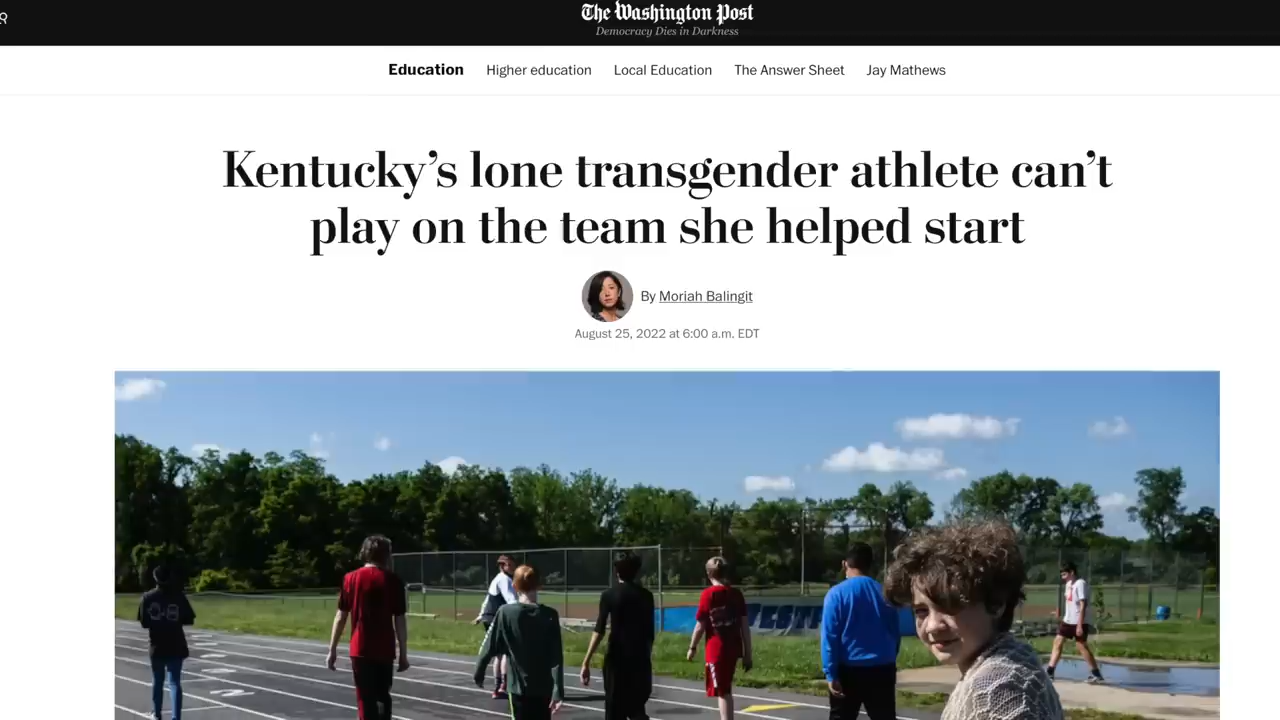 The Washington Post
Democracy Dies in Darkness
Education Higher education Local Education The Answer Sheet Jay Mathews
Kentucky’s lone transgender athlete can’t
play on the team she helped start
By Moriah Balingit
August 25, 2022 at 6:00 a.m. EDT